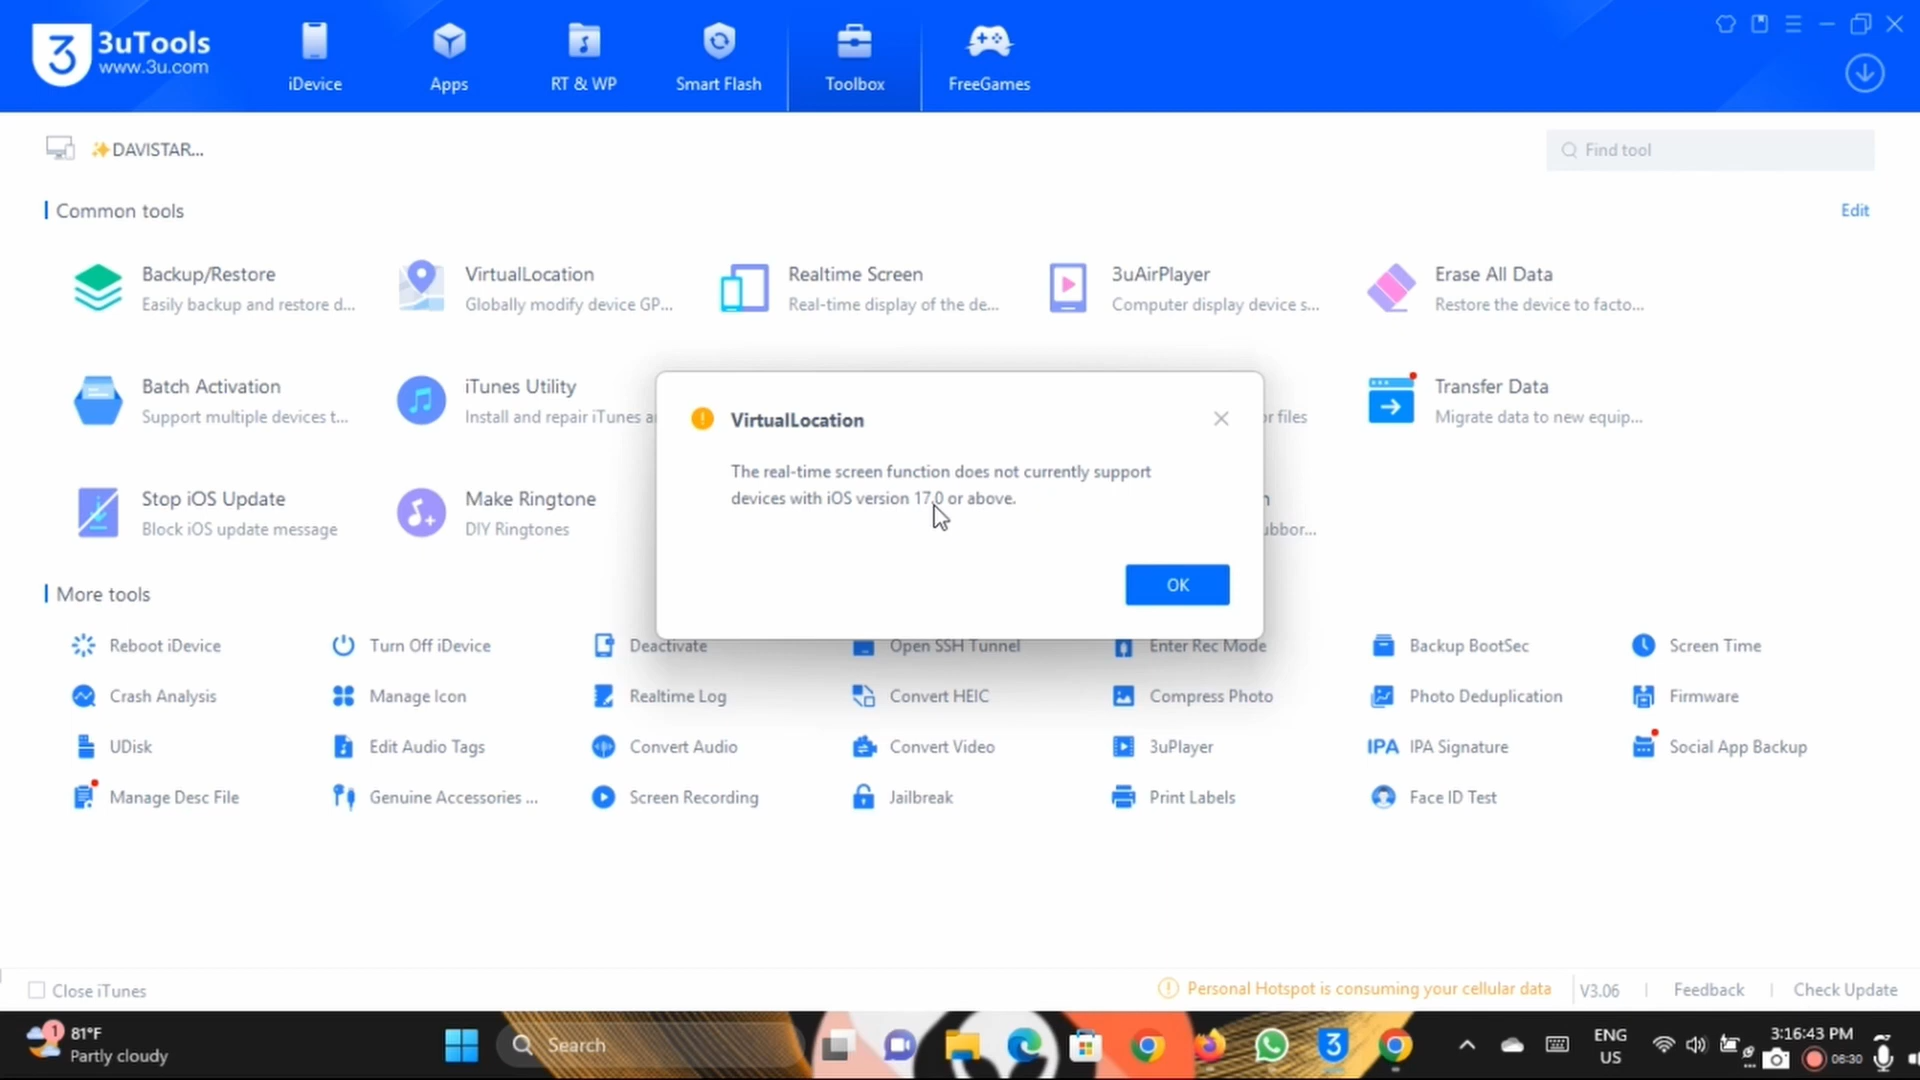 3uTools
www.3u.com
iDevice
Apps
RT & WP
Smart Flash
Toolbox
FreeGames
✨DAVISTAR...
Find tool
Common tools
Edit
Backup/Restore
Easily backup and restore d...
VirtualLocation
Globally modify device GP...
Realtime Screen
Real-time display of the de...
3uAirPlayer
Computer display device s...
Erase All Data
Restore the device to facto...
Batch Activation
Support multiple devices t...
iTunes Utility
Install and repair iTunes a
or files
Transfer Data
Migrate data to new equip...
Stop iOS Update
Block iOS update message
Make Ringtone
DIY Ringtones
n
ubbor...
VirtualLocation
The real-time screen function does not currently support
devices with iOS version 17.0 or above.
OK
More tools
Reboot iDevice
Turn Off iDevice
Deactivate
Open SSH Tunnel
Enter Rec Mode
Backup BootSec
Screen Time
Crash Analysis
Manage Icon
Realtime Log
Convert HEIC
Compress Photo
Photo Deduplication
Firmware
UDisk
Edit Audio Tags
Convert Audio
Convert Video
3uPlayer
IPA IPA Signature
Social App Backup
Manage Desc File
Genuine Accessories ...
Screen Recording
Jailbreak
Print Labels
Face ID Test
Close iTunes
Personal Hotspot is consuming your cellular data
V3.06
Feedback
Check Update
1
81°F
Partly cloudy
Search
3
ENG
US
3:16:43 PM
06:30